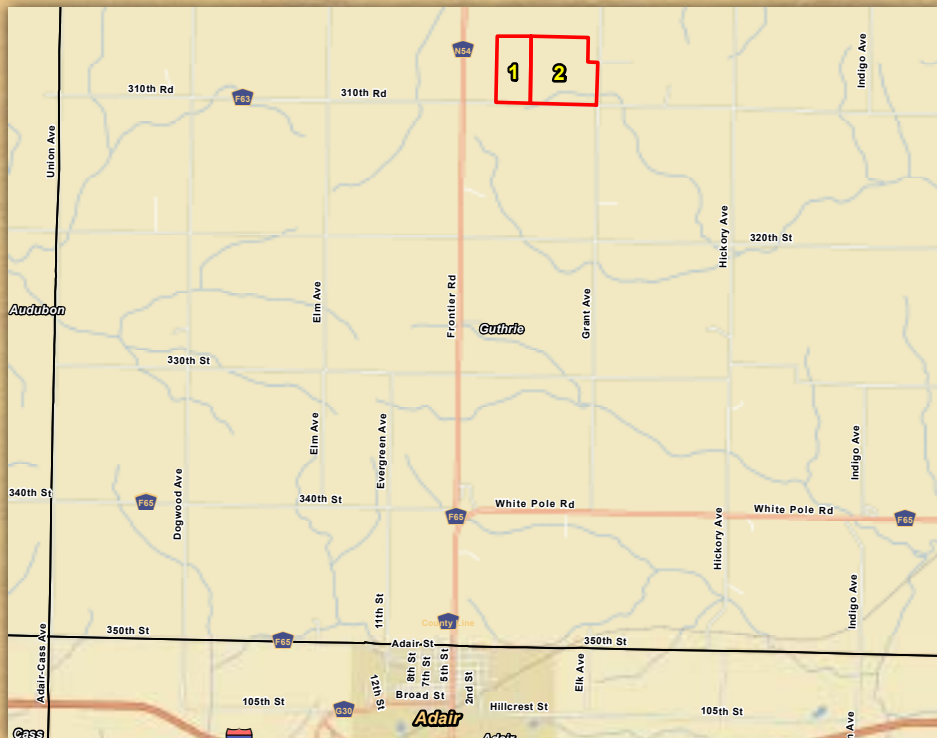 N54
1
2
Indigo Ave
310th Rd
F63
310th Rd
Union Ave
Hickory Ave
320th St
Audubon
Elm Ave
Frontier Rd
Grant Ave
Guthrie
330th St
Elm Ave
Evergreen Ave
Indigo Ave
340th St
F65
Dogwood Ave
340th St
F65
White Pole Rd
White Pole Rd
F65
Hickory Ave
Indigo Ave
11th St
County Line
Adair-Cass Ave
350th St
F65
Adair St
350th St
8th St
7th St
5th St
2nd St
Elk Ave
12th St
Broad St
105th St
G30
Hillcrest St
105th St
Adair
Cass
Adair